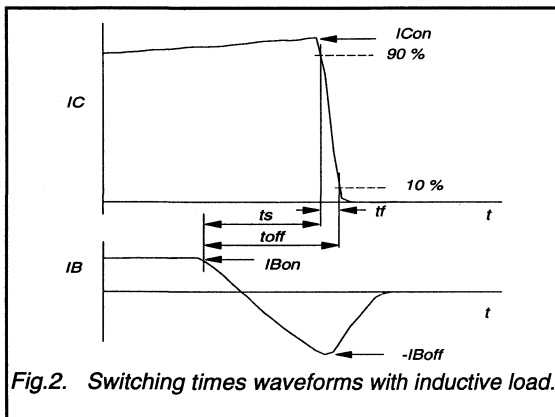 ICon
90 %
IC
10 %
ts
tf
t
toff
IB
IBon
t
-IBoff
Fig.2. Switching times waveforms with inductive load.